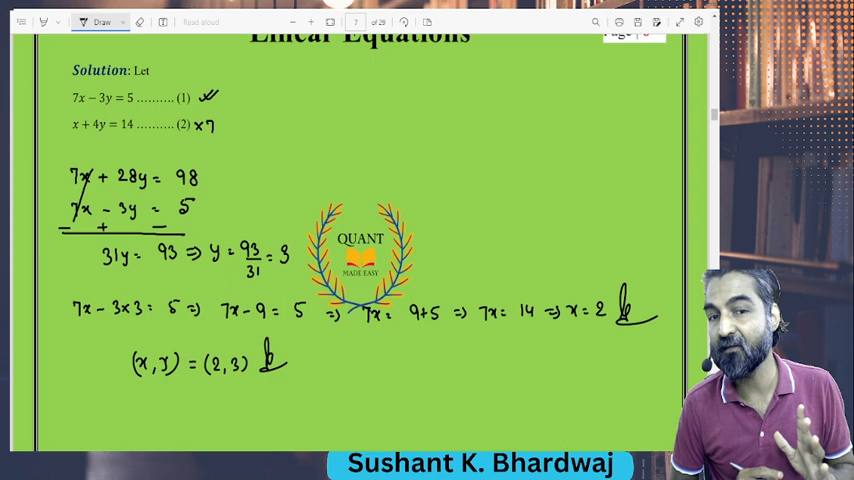 Draw
Read aloud
7
of 29
Linear Equations
Solution: Let
7x − 3y = 5 .......... (1)
x + 4y = 14 .......... (2) ×7
7x + 28y = 98
7x - 3y = 5
- + -
31y = 93 ⇒ y = 93/31 = 3
QUANT
MADE EASY
7x - 3×3 = 5 ⇒ 7x - 9 = 5 ⇒ 7x = 9+5 ⇒ 7x = 14 ⇒ x = 2
(x, y) = (2, 3)
Sushant K. Bhardwaj